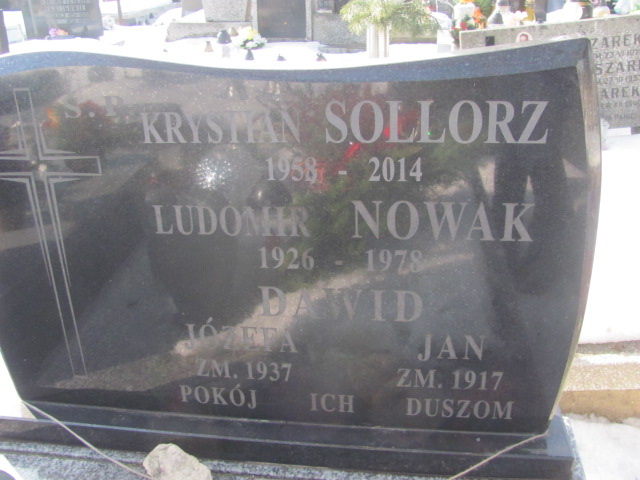 Ś. P.
KRYSTIAN SOLLORZ
1958 - 2014
LUDOMIR NOWAK
1926 - 1978
DAWID
JÓZEFA JAN
ZM. 1937 ZM. 1917
POKÓJ ICH DUSZOM